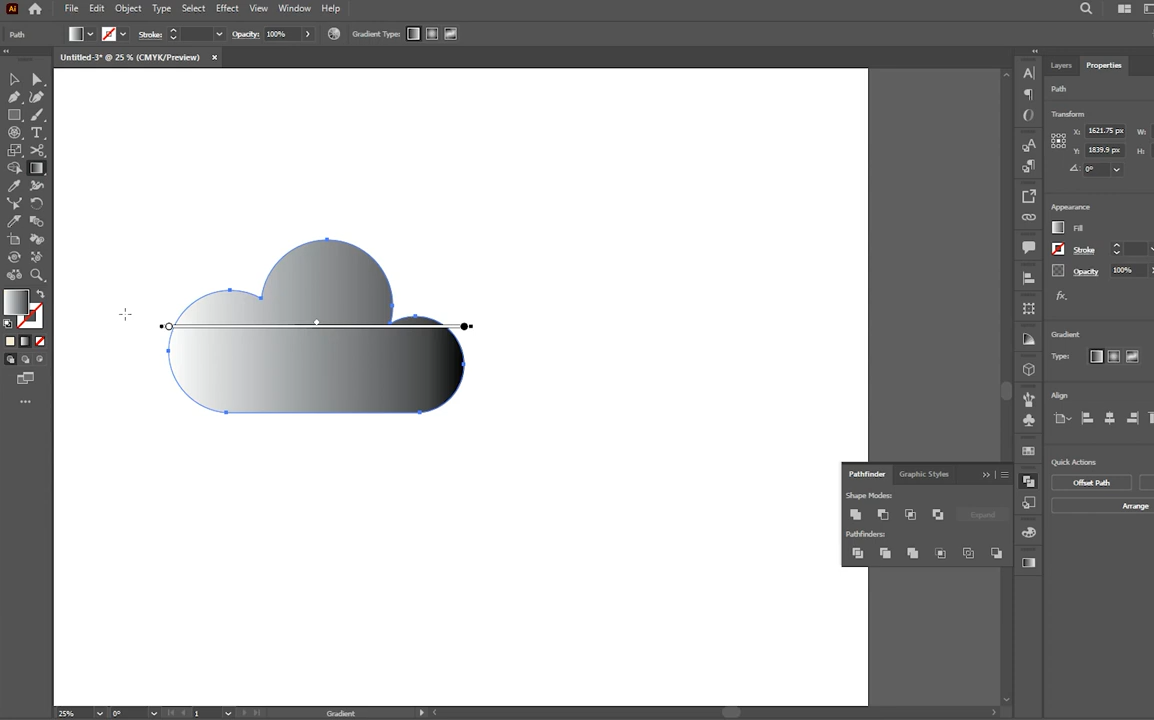 Ai File Edit Object Type Select Effect View Window Help
Path Stroke: Opacity: 100% Gradient Type:
Untitled-3* @ 25 % (CMYK/Preview) ×
Layers Properties
Path
Transform
X: 1621.75 px W:
Y: 1839.9 px H:
0°
Appearance
Fill
Stroke
Opacity 100%
fx.
Gradient
Type:
Align
Quick Actions
Offset Path
Arrange
Pathfinder Graphic Styles
Shape Modes:
Expand
Pathfinders:
25% 0° 1 Gradient